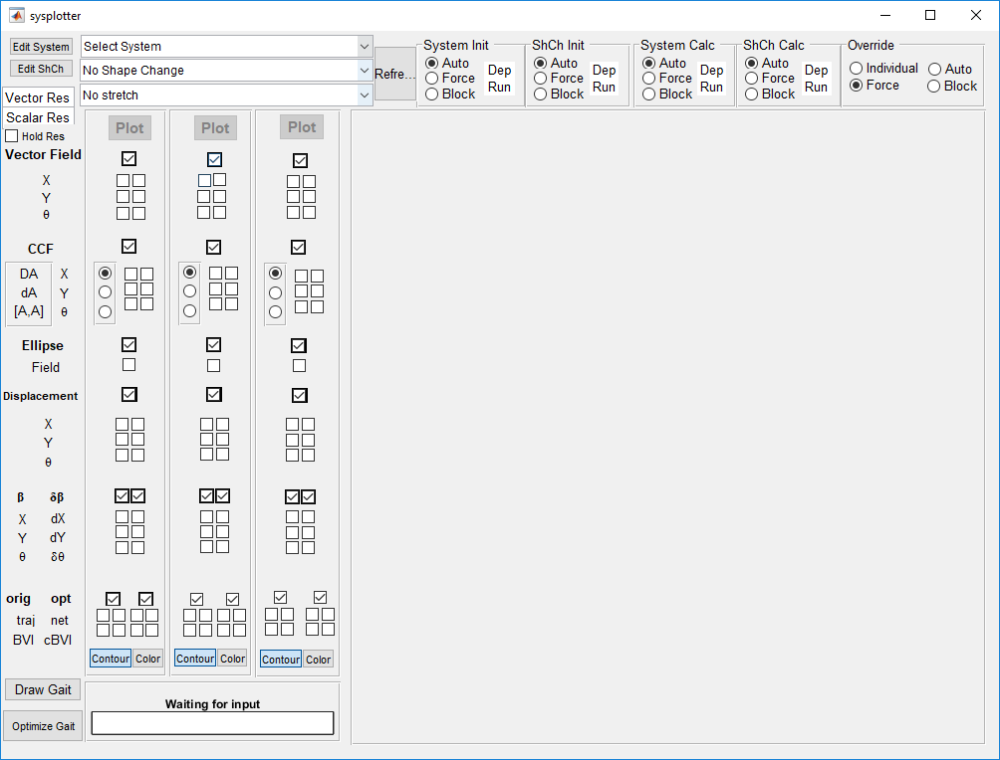 sysplotter
Edit System
Select System
Edit ShCh
No Shape Change
No stretch
Refre...
System Init
Auto
Force
Block
Dep
Run
ShCh Init
Auto
Force
Block
Dep
Run
System Calc
Auto
Force
Block
Dep
Run
ShCh Calc
Auto
Force
Block
Dep
Run
Override
Individual
Auto
Force
Block
Vector Res
Scalar Res
Hold Res
Plot Plot Plot
Vector Field
X
Y
θ
CCF
DA X
dA Y
[A,A] θ
Ellipse
Field
Displacement
X
Y
θ
β δβ
X dX
Y dY
θ δθ
orig opt
traj net
BVI cBVI
Contour Color Contour Color Contour Color
Draw Gait
Optimize Gait
Waiting for input